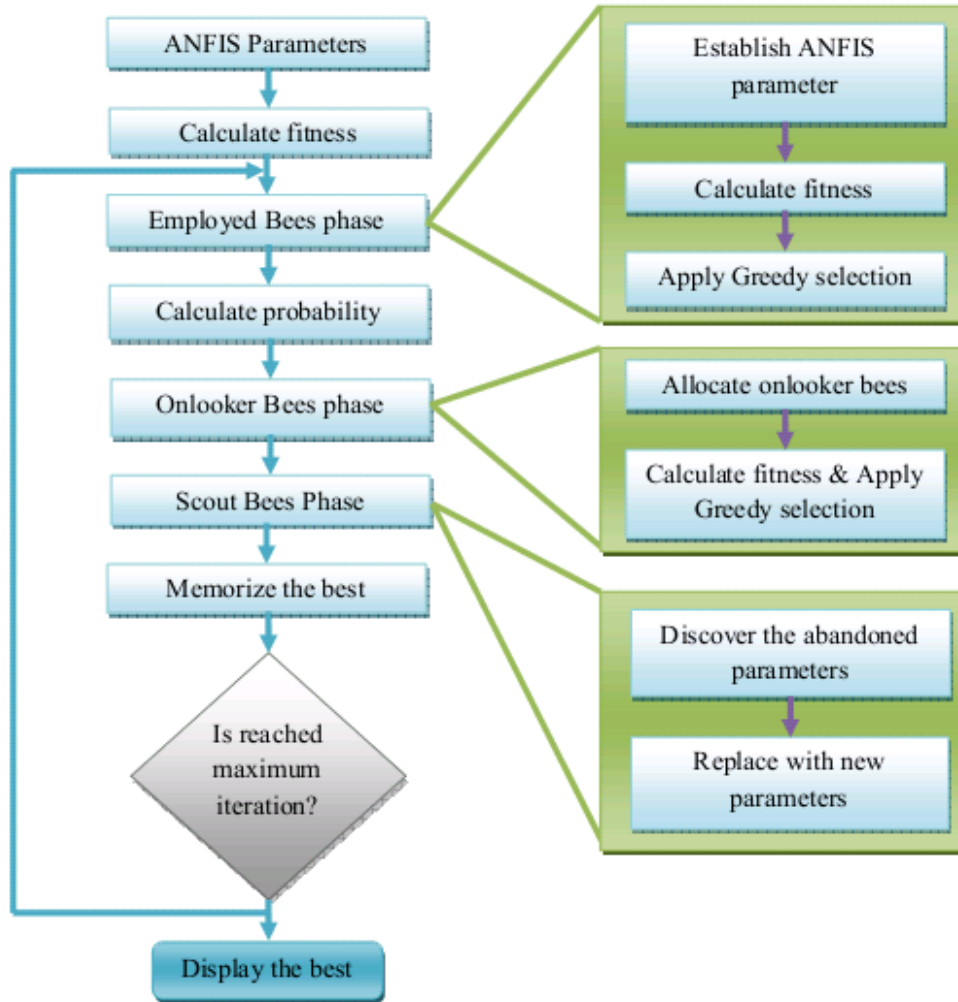 ANFIS Parameters
Calculate fitness
Employed Bees phase
Calculate probability
Onlooker Bees phase
Scout Bees Phase
Memorize the best
Is reached
maximum
iteration?
Display the best
Establish ANFIS
parameter
Calculate fitness
Apply Greedy selection
Allocate onlooker bees
Calculate fitness & Apply
Greedy selection
Discover the abandoned
parameters
Replace with new
parameters